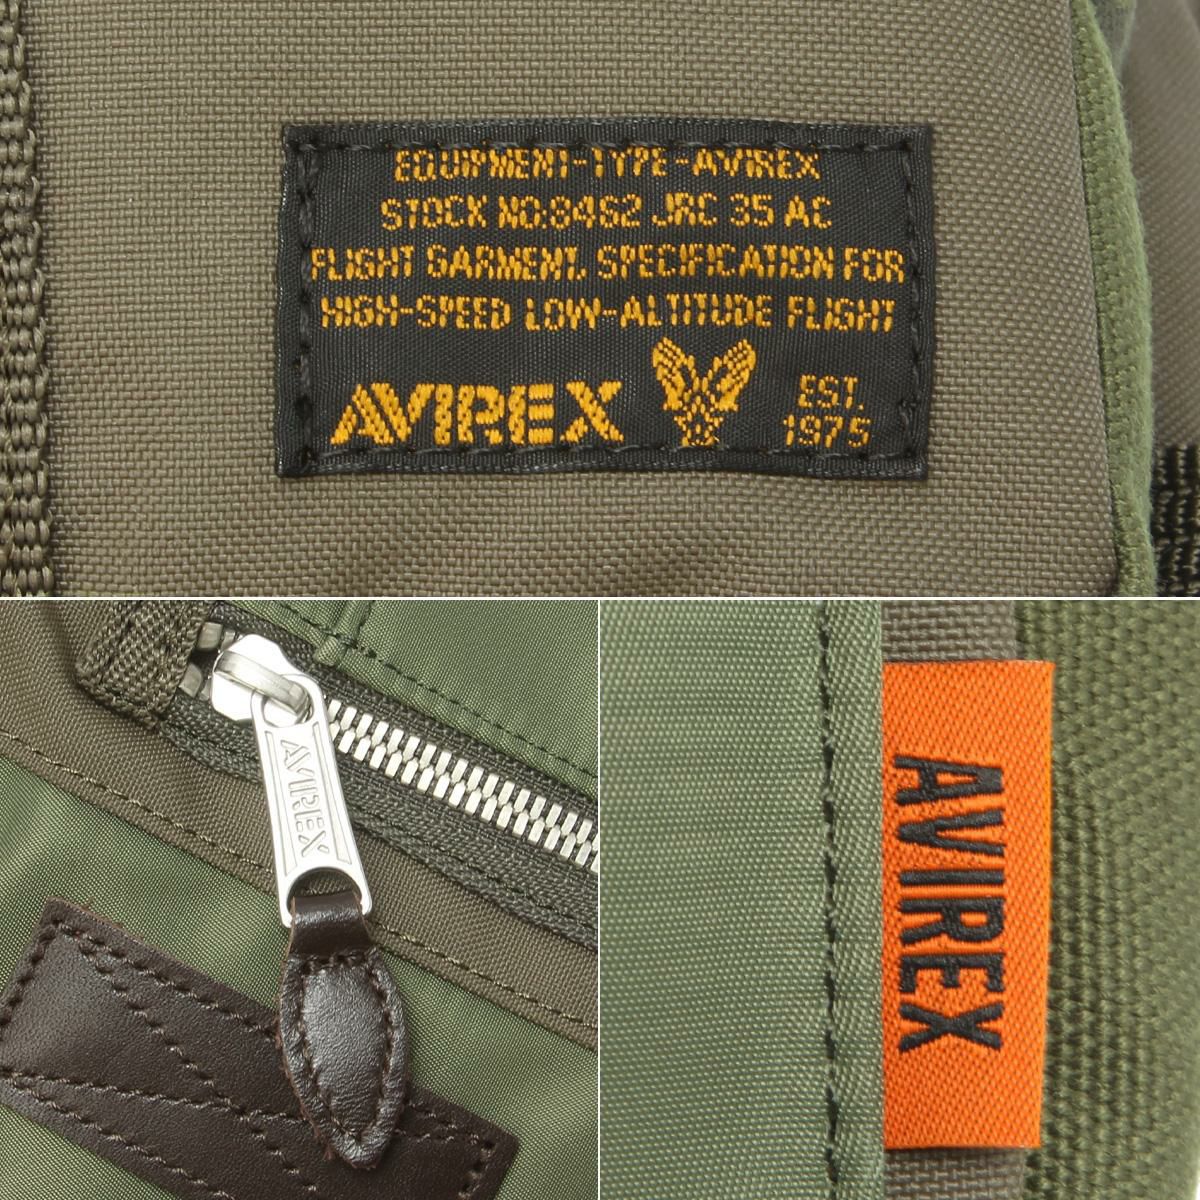 EQUIPMENT-TYPE-AVIREX
STOCK NO:8462 JRC 35 AC
FLIGHT GARMENT. SPECIFICATION FOR
HIGH-SPEED LOW-ALTITUDE FLIGHT
AVIREX
EST.
1975
AVIREX
AVIREX